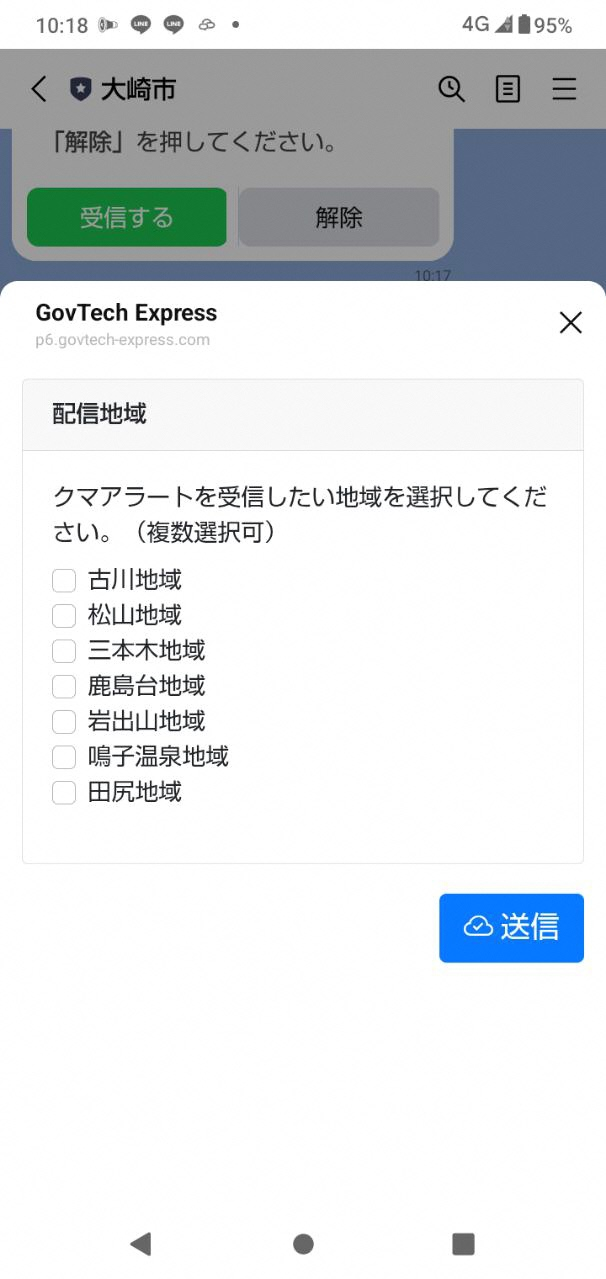 10:18 LINE LINE 4G 95%
大崎市
「解除」を押してください。
受信する 解除
10:17
GovTech Express
p6.govtech-express.com
配信地域
クマアラートを受信したい地域を選択してくだ
さい。（複数選択可）
古川地域
松山地域
三本木地域
鹿島台地域
岩出山地域
鳴子温泉地域
田尻地域
送信